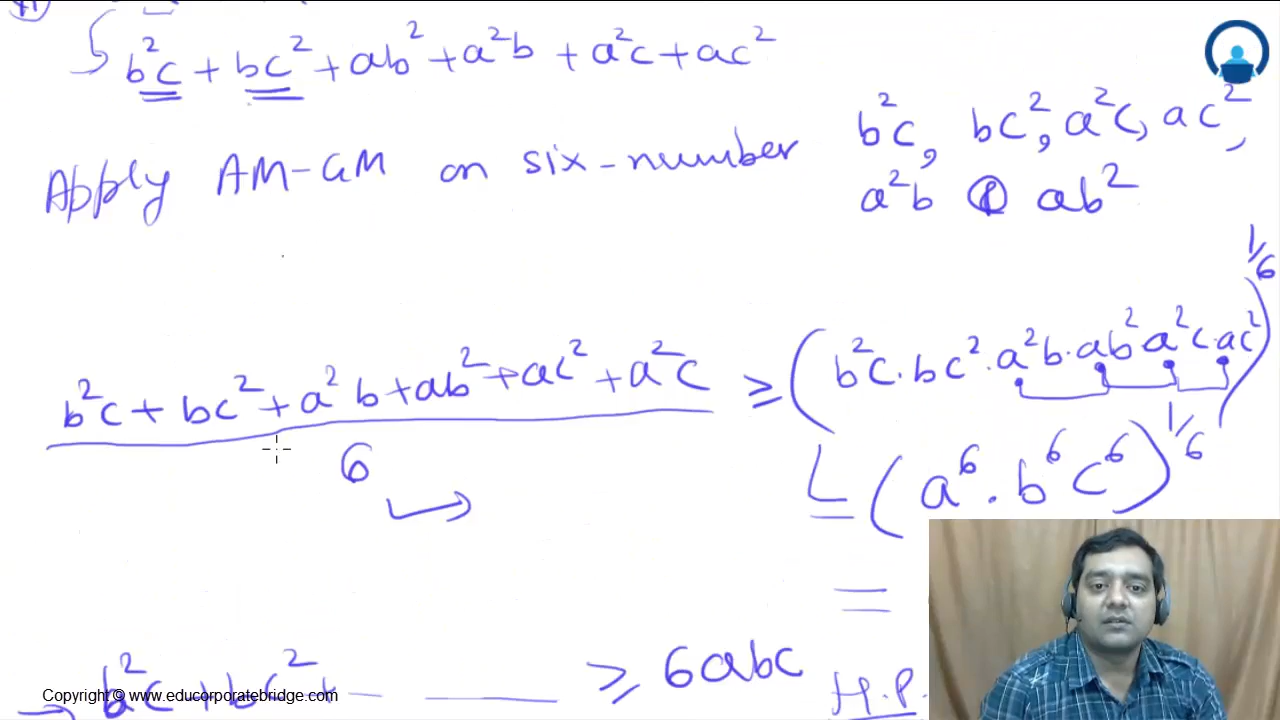 b²c + bc² + ab² + a²b + a²c + ac²
Apply AM-GM on six-number b²c, bc², a²c, ac²,
a²b & ab²
b²c + bc² + a²b + ab² + ac² + a²c ≥ (b²c·bc²·a²b·ab²·a²c·ac²)^1/6
6
= (a⁶·b⁶c⁶)^1/6
=
→ b²c + bc² + — — ≥ 6abc H.P.
Copyright © www.educorporatebridge.com